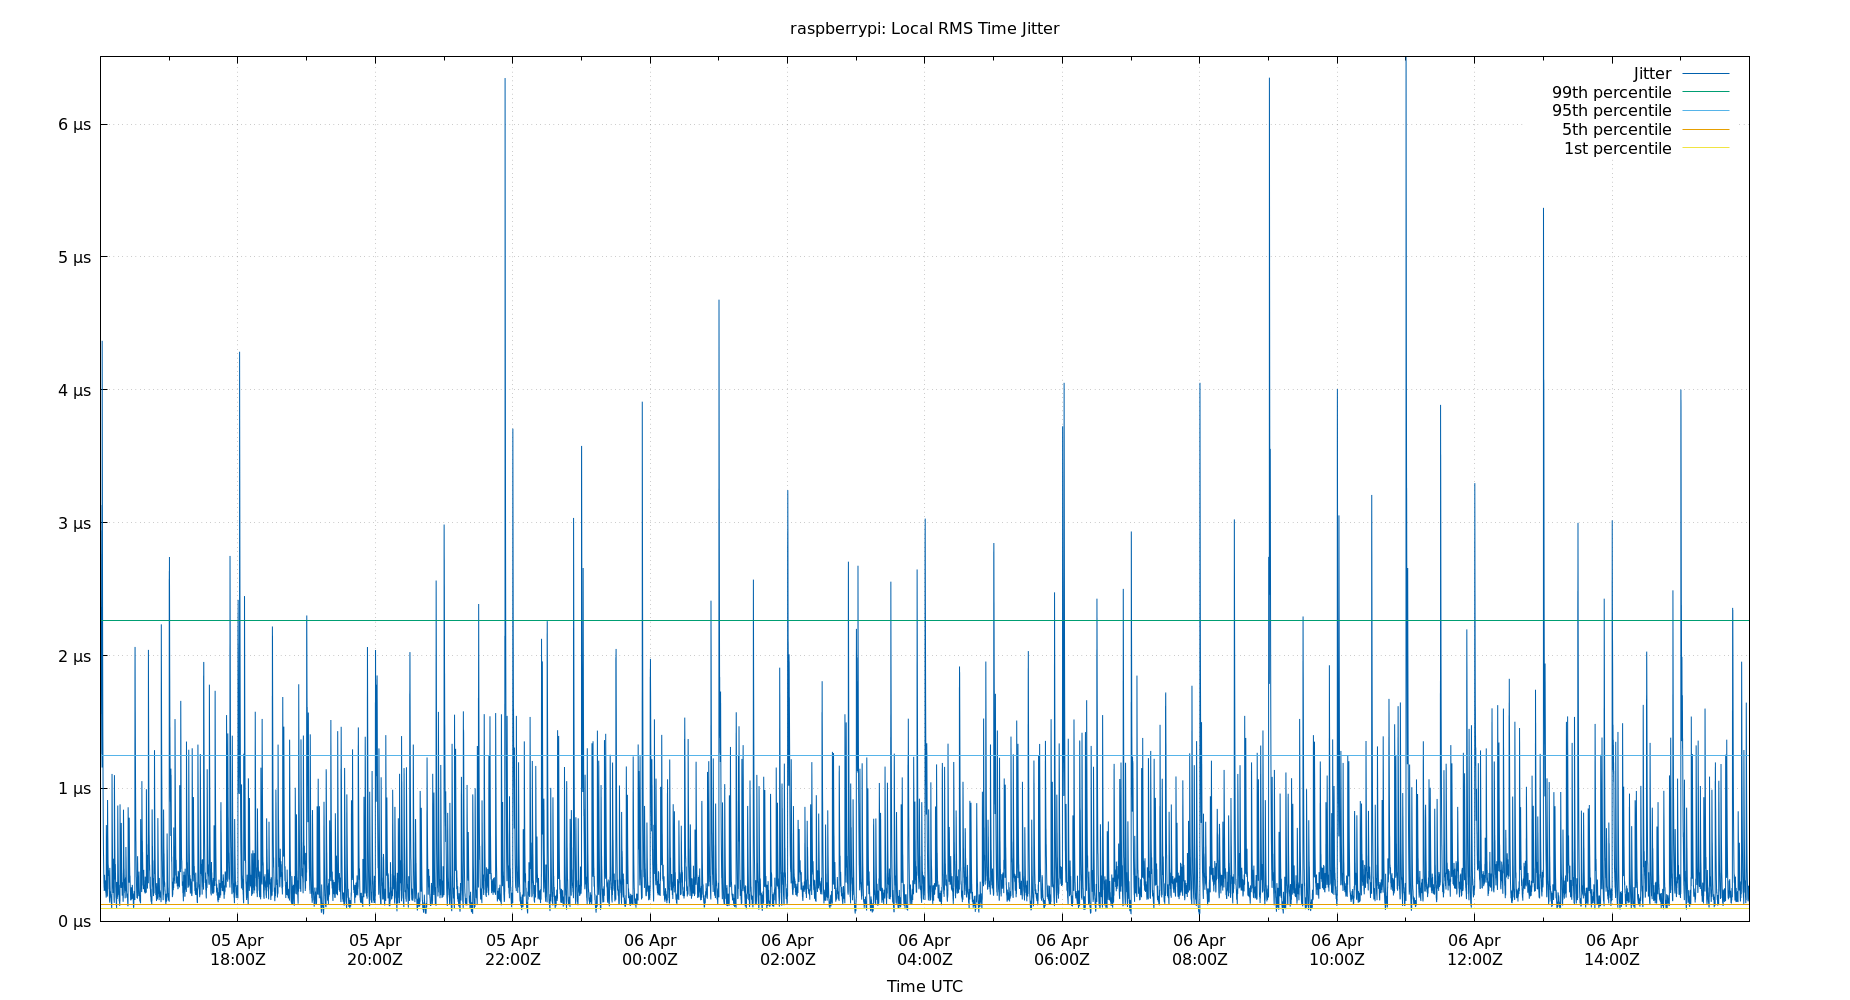 raspberrypi: Local RMS Time Jitter
Jitter
99th percentile
95th percentile
5th percentile
1st percentile
6 µs
5 µs
4 µs
3 µs
2 µs
1 µs
0 µs
05 Apr 05 Apr 05 Apr 06 Apr 06 Apr 06 Apr 06 Apr 06 Apr 06 Apr 06 Apr 06 Apr
18:00Z 20:00Z 22:00Z 00:00Z 02:00Z 04:00Z 06:00Z 08:00Z 10:00Z 12:00Z 14:00Z
Time UTC